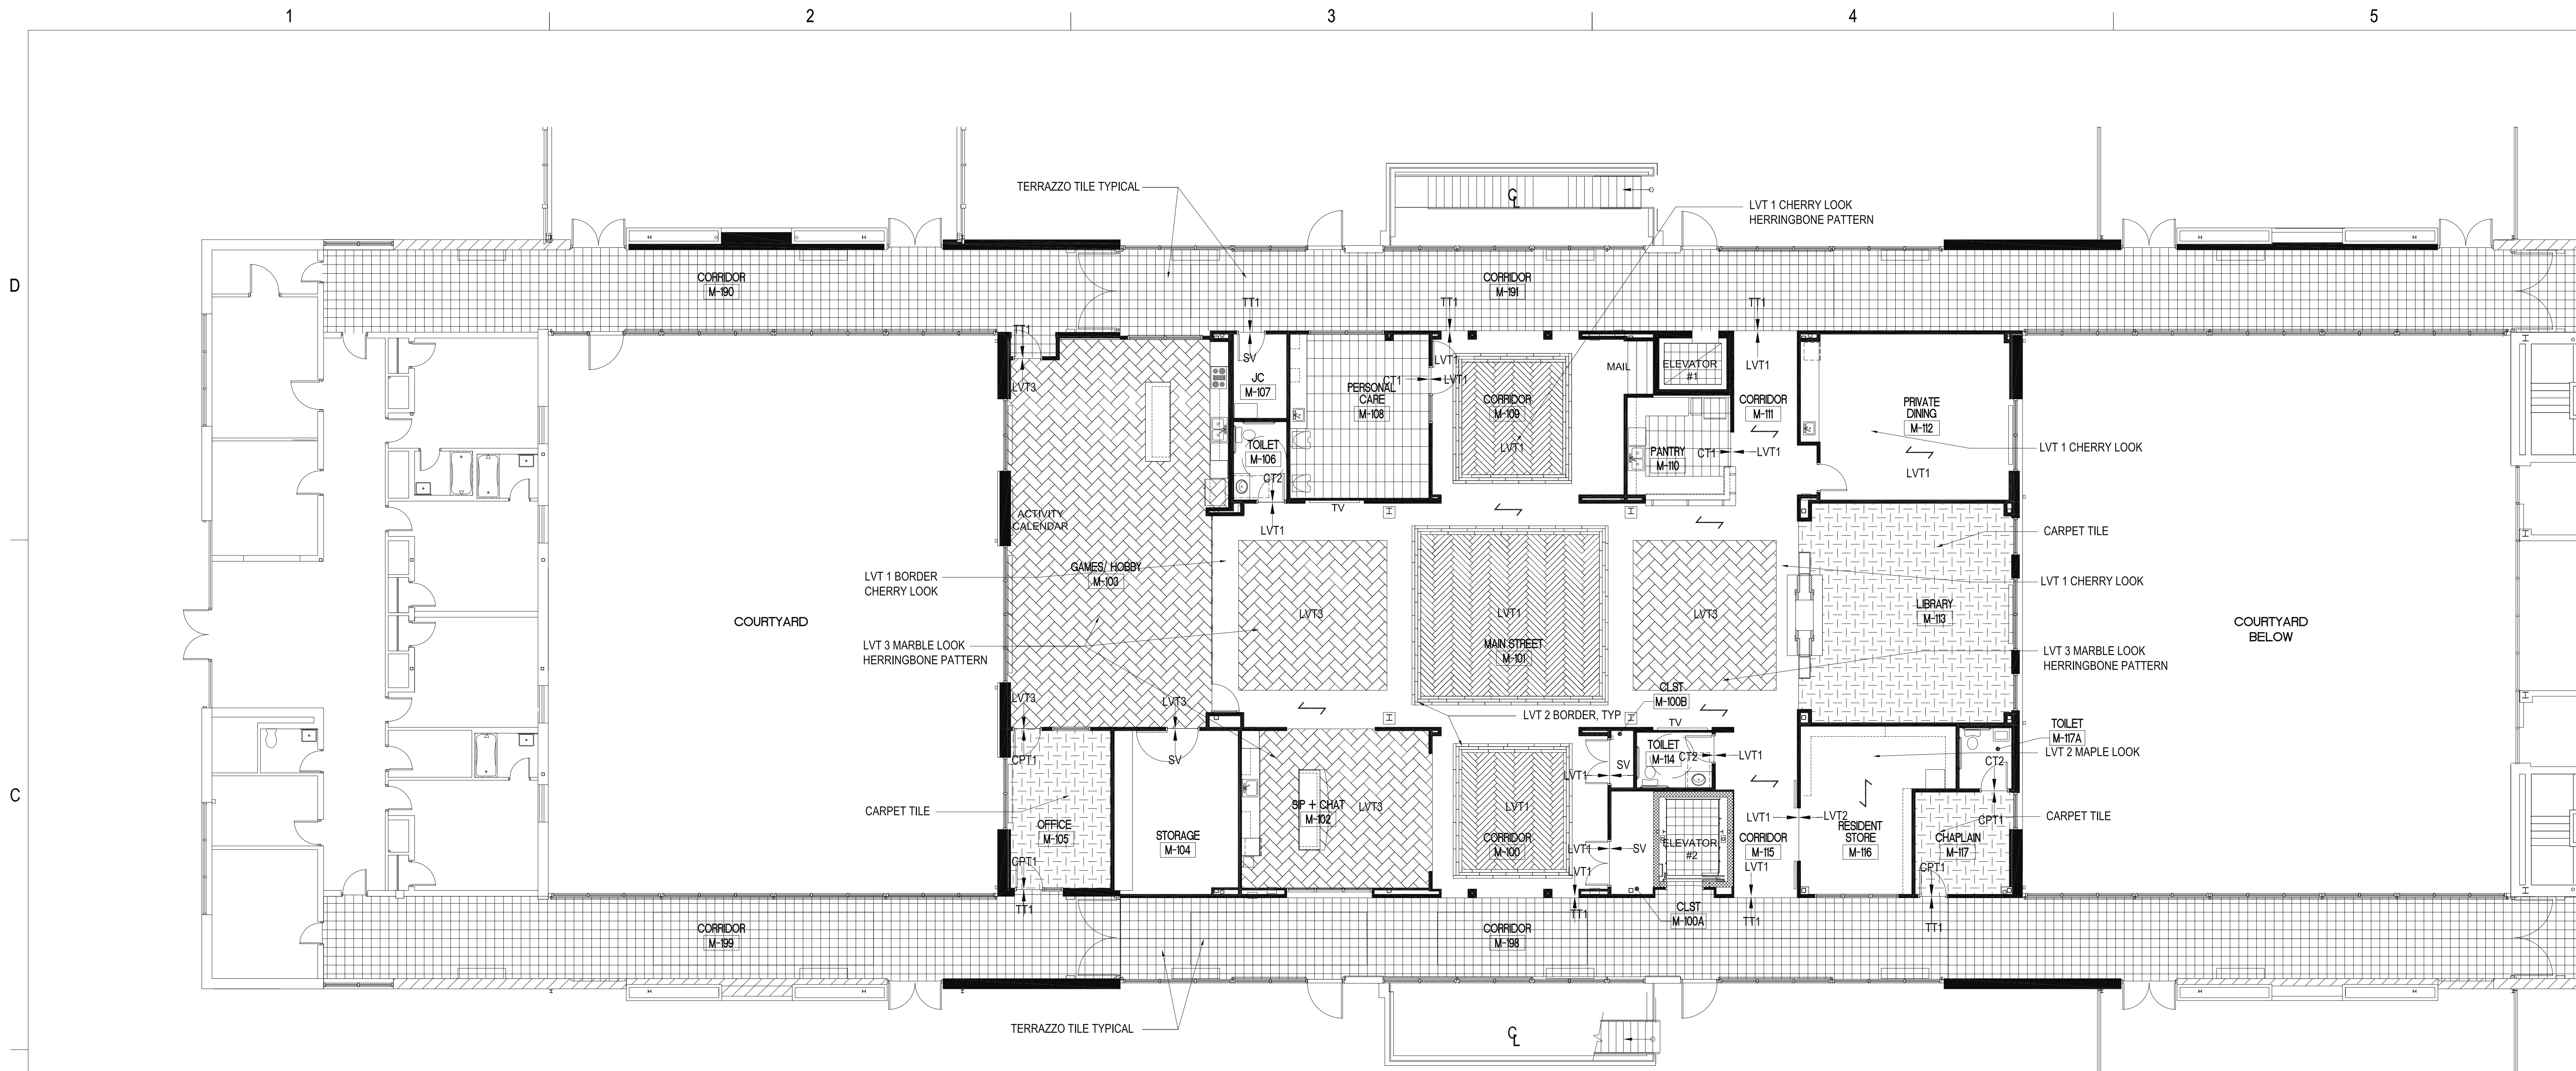 1
2
3
4
5
TERRAZZO TILE TYPICAL
LVT 1 CHERRY LOOK
HERRINGBONE PATTERN
C
L
D
CORRIDOR
M-190
CORRIDOR
M-191
TT1
TT1
TT1
TT1
LVT3
SV
JC
M-107
PERSONAL
CARE
M-108
CT1
LVT1
LVT1
CORRIDOR
M-109
LVT1
MAIL
ELEVATOR
#1
LVT1
CORRIDOR
M-111
PRIVATE
DINING
M-112
LVT1
LVT 1 CHERRY LOOK
TOILET
M-106
CT2
LVT1
TV
PANTRY
M-110
CT1
LVT1
ACTIVITY
CALENDAR
GAMES/ HOBBY
M-103
LVT 1 BORDER
CHERRY LOOK
LVT 3 MARBLE LOOK
HERRINGBONE PATTERN
COURTYARD
LVT3
LVT1
MAIN STREET
M-101
LVT3
LIBRARY
M-113
CARPET TILE
LVT 1 CHERRY LOOK
LVT 3 MARBLE LOOK
HERRINGBONE PATTERN
COURTYARD
BELOW
CLST
M-100B
LVT 2 BORDER, TYP
TV
LVT3
LVT3
CPT1
SV
CARPET TILE
OFFICE
M-105
CPT1
TT1
STORAGE
M-104
SIP + CHAT
M-102
LVT3
LVT1
CORRIDOR
M-100
LVT1
SV
TOILET
M-114
CT2
LVT1
LVT1
SV
LVT1
TT1
ELEVATOR
#2
CLST
M-100A
CORRIDOR
M-115
LVT1
TT1
LVT1
LVT2
RESIDENT
STORE
M-116
TOILET
M-117A
LVT 2 MAPLE LOOK
CT2
CPT1
CARPET TILE
CHAPLAIN
M-117
CPT1
TT1
C
CORRIDOR
M-199
CORRIDOR
M-198
TERRAZZO TILE TYPICAL
C
L